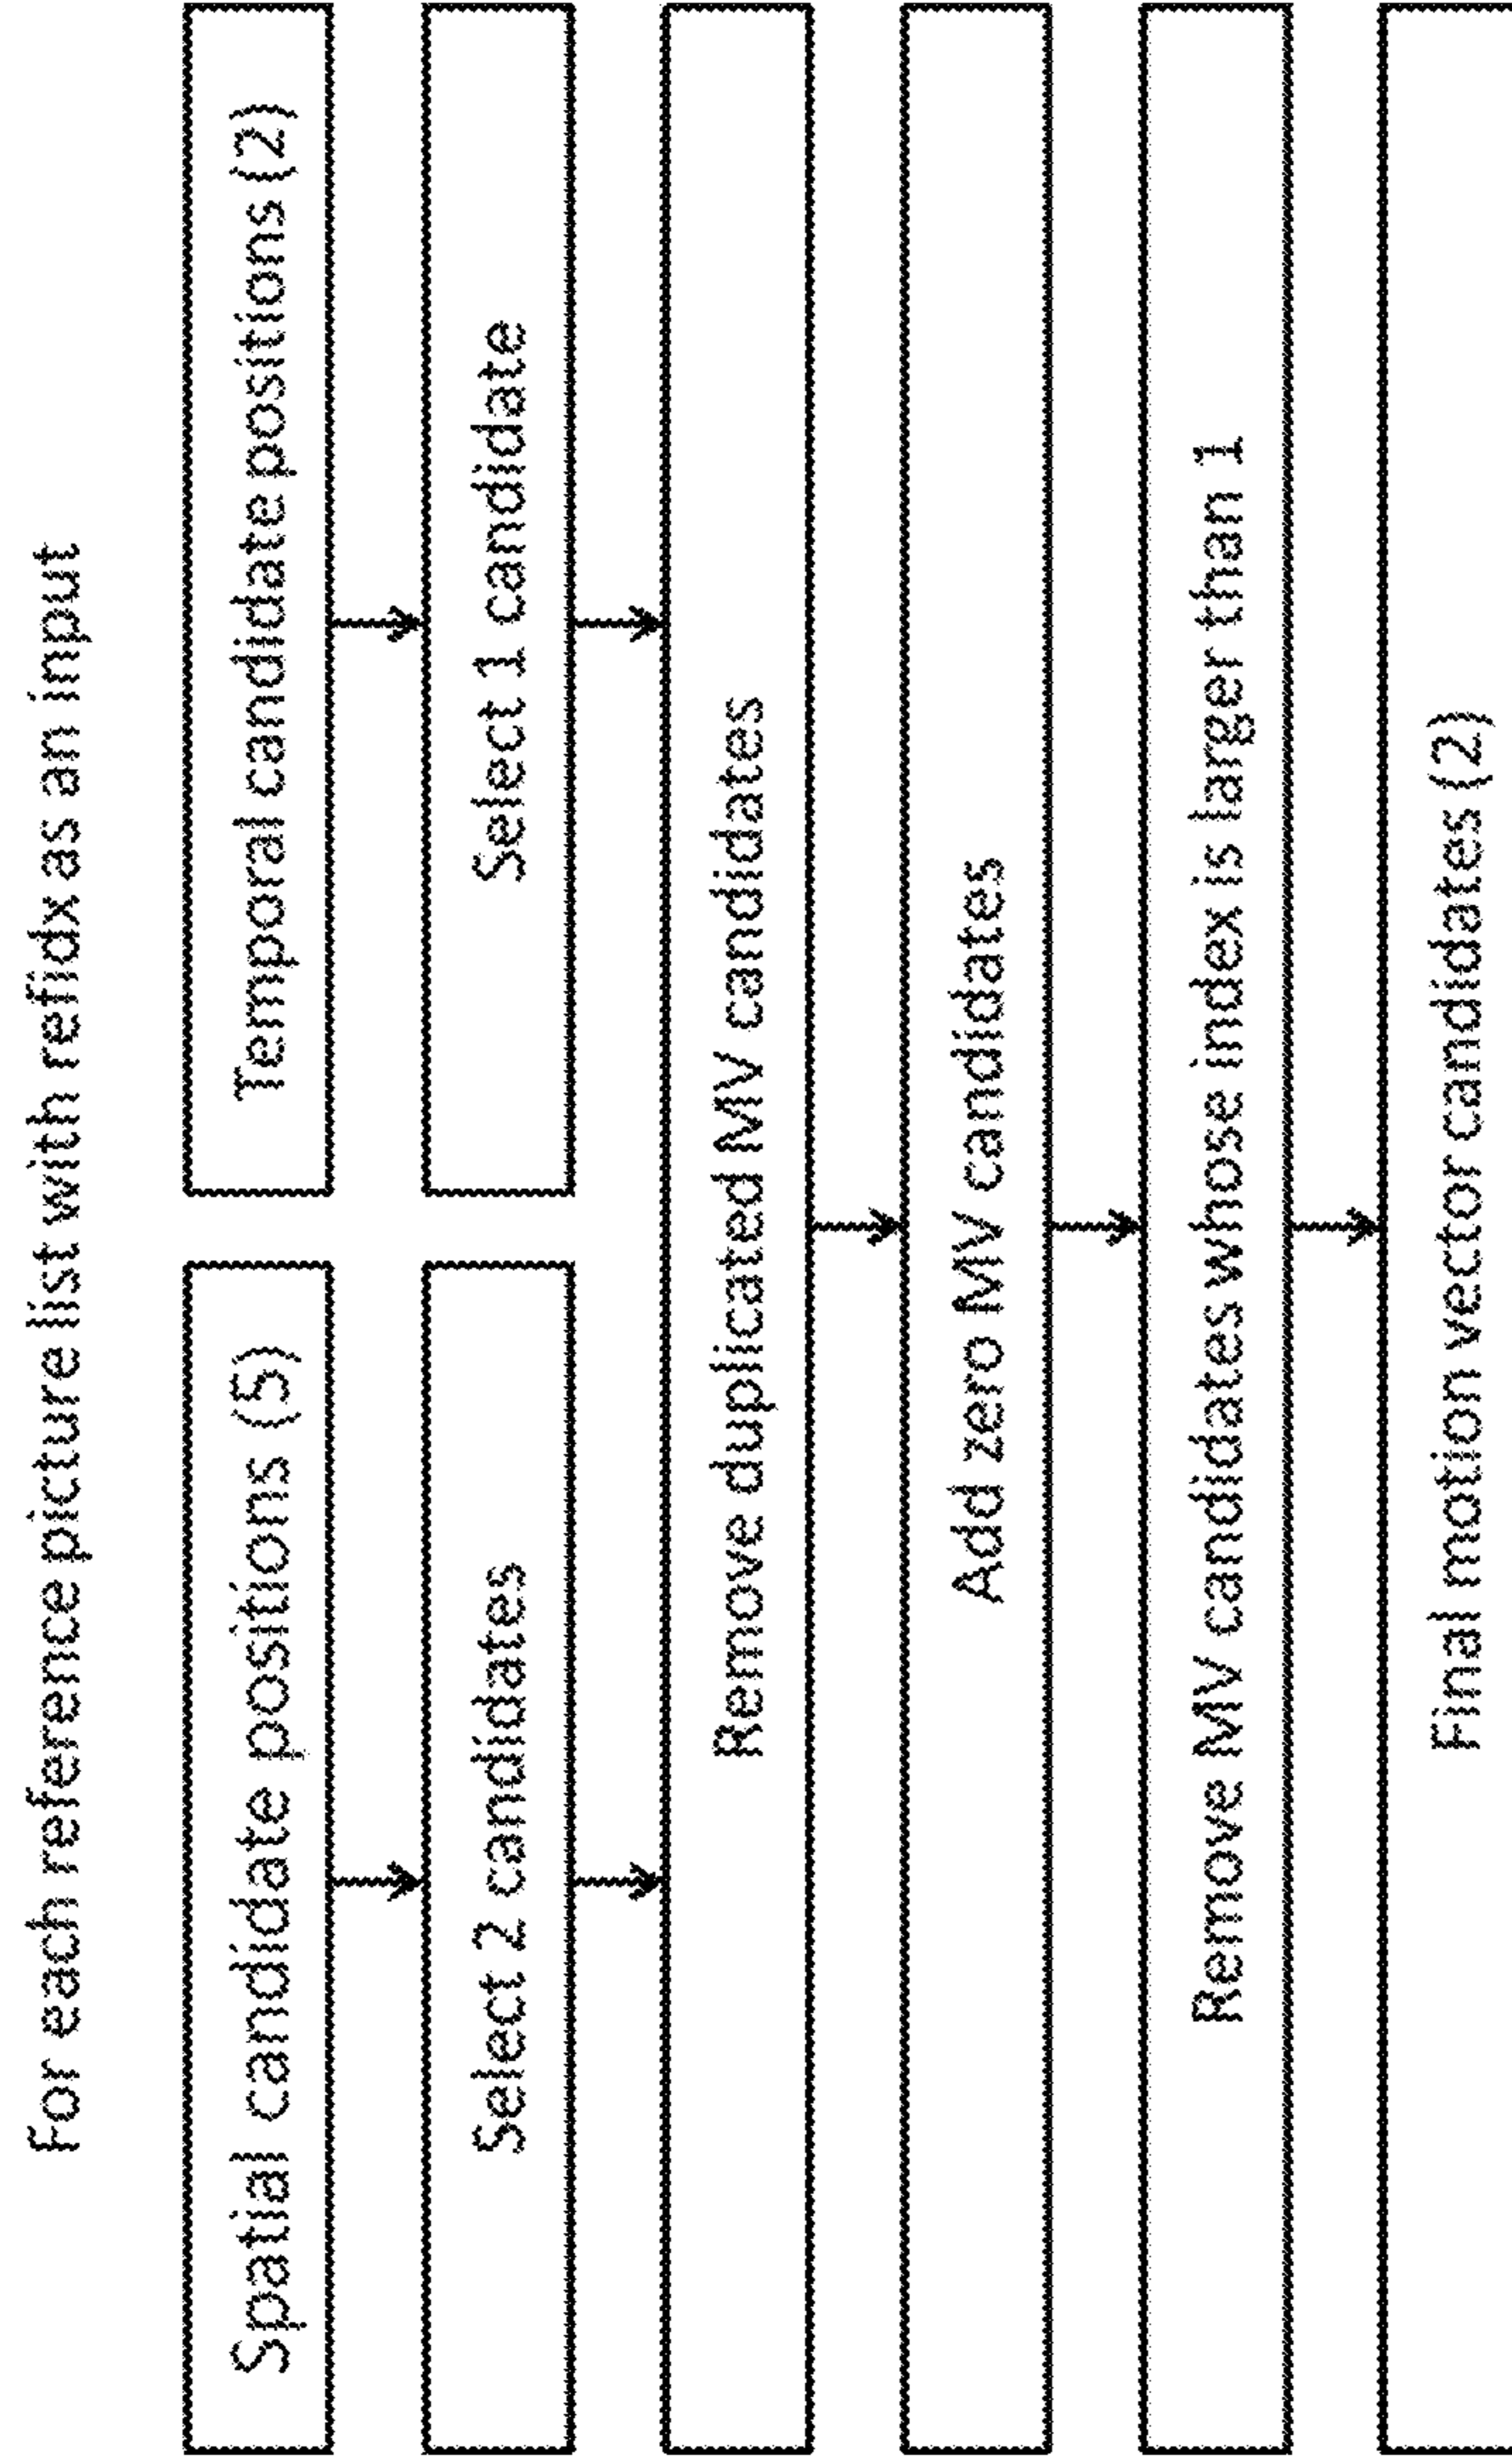 For each reference picture list with refidx as an input
Spatial candidate positions (5)
Temporal candidate positions (2)
Select 2 candidates
Select 1 candidate
Remove duplicated MV candidates
Add zero MV candidates
Remove MV candidates whose index is larger than 1
Final motion vector candidates (2)